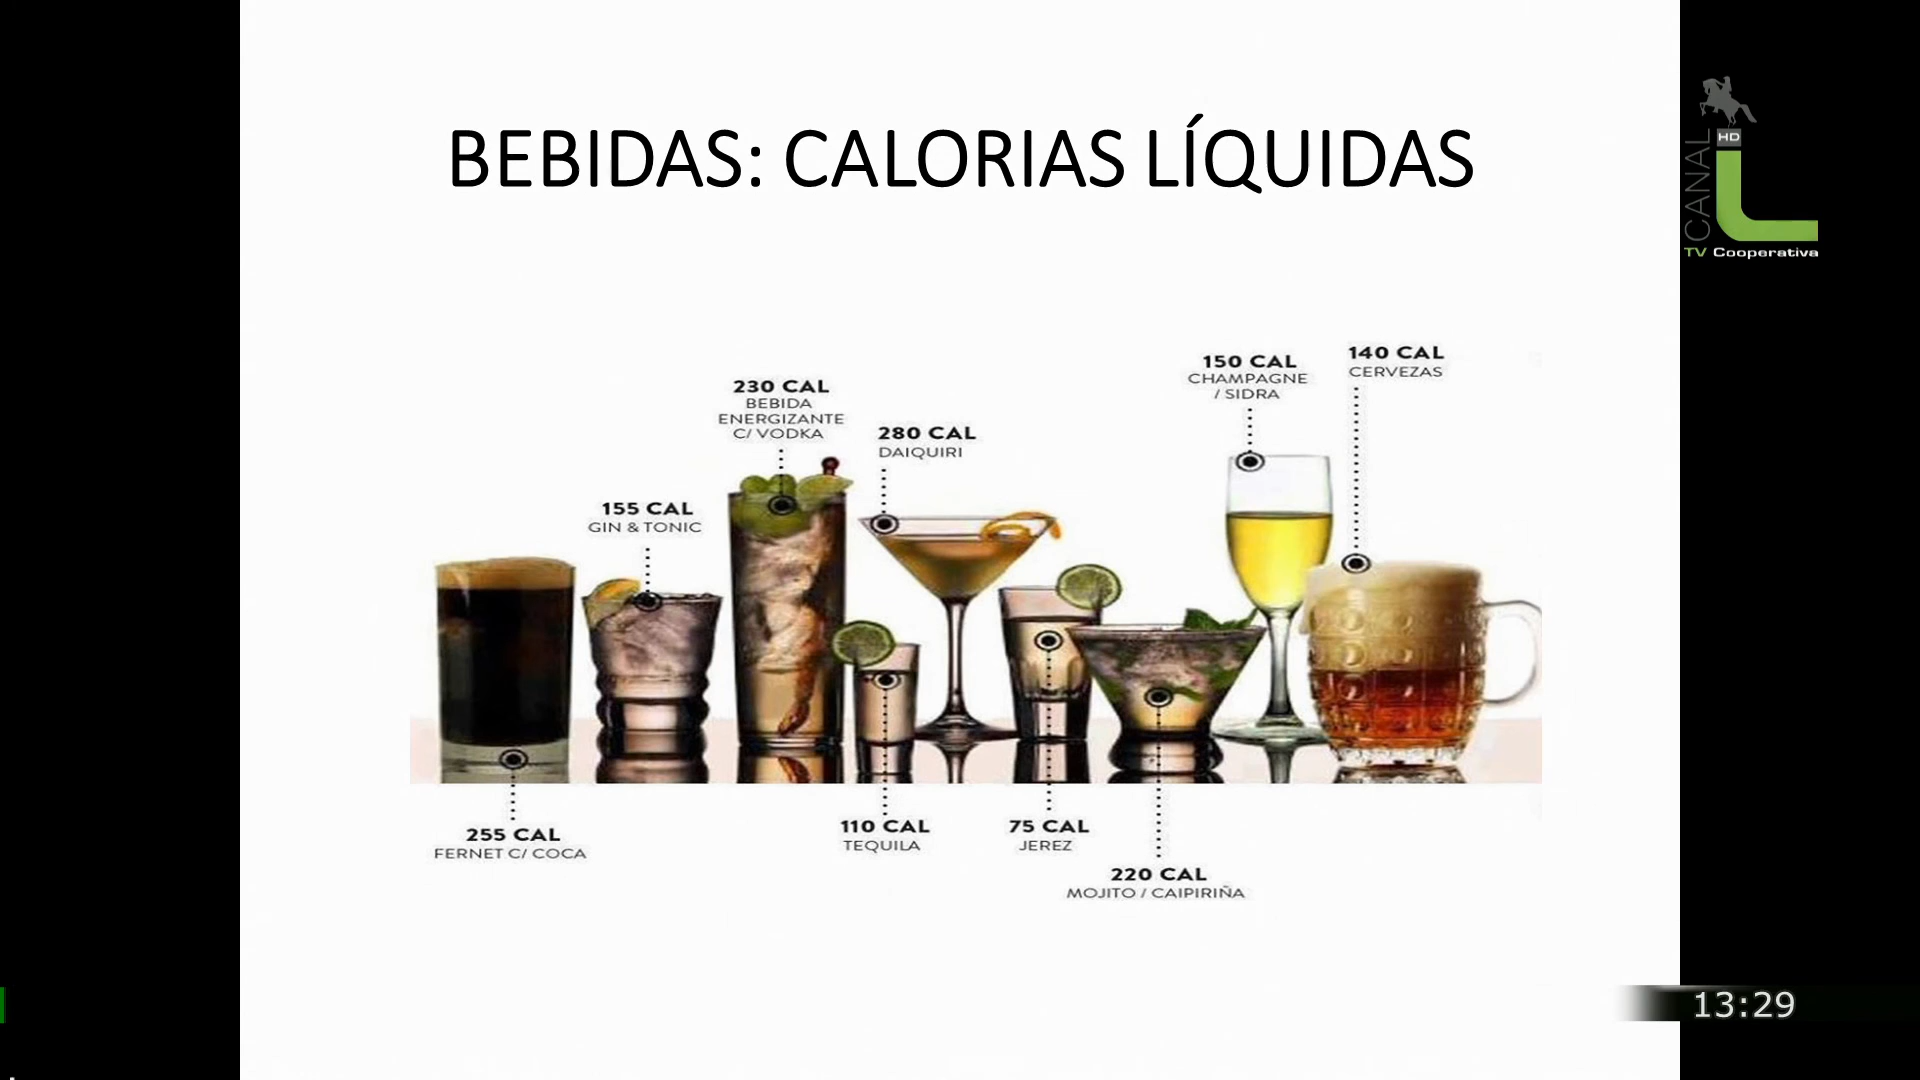 BEBIDAS: CALORIAS LÍQUIDAS
CANAL
HD
L
TV Cooperativa
150 CAL
CHAMPAGNE
/ SIDRA
140 CAL
CERVEZAS
230 CAL
BEBIDA
ENERGIZANTE
C/ VODKA
280 CAL
DAIQUIRI
155 CAL
GIN & TONIC
255 CAL
FERNET C/ COCA
110 CAL
TEQUILA
75 CAL
JEREZ
220 CAL
MOJITO / CAIPIRIÑA
13:29